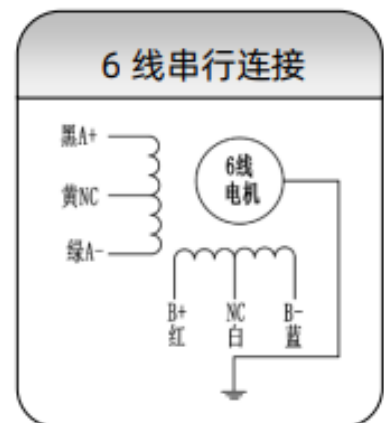 6 线串行连接
黑A+
黄NC
绿A-
6线
电机
B+ NC B-
红 白 蓝